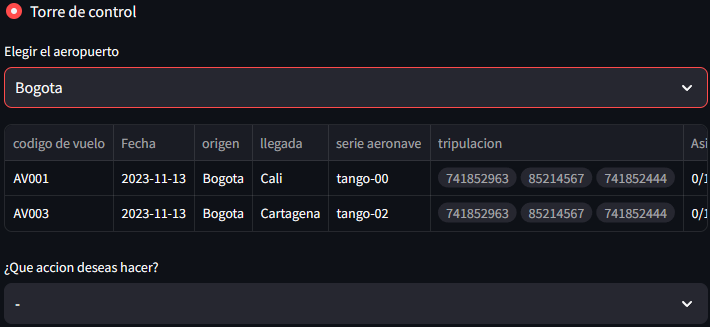 Torre de control
Elegir el aeropuerto
Bogota
codigo de vuelo Fecha origen llegada serie aeronave tripulacion Asi
AV001 2023-11-13 Bogota Cali tango-00 741852963 85214567 741852444 0/1
AV003 2023-11-13 Bogota Cartagena tango-02 741852963 85214567 741852444 0/1
¿Que accion deseas hacer?
-